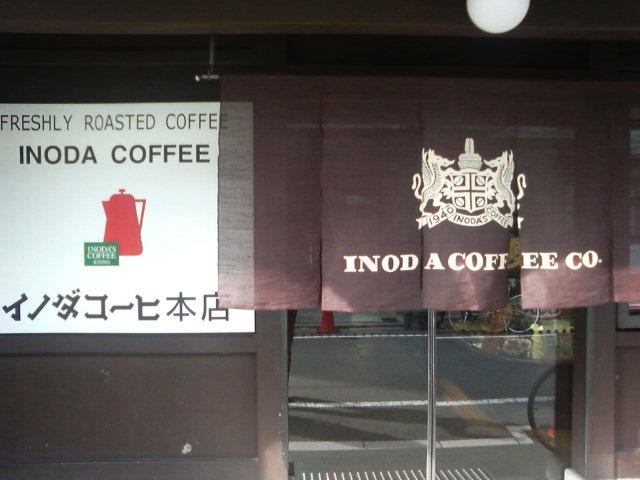 FRESHLY ROASTED COFFEE
INODA COFFEE
INODA'S
COFFEE
KYOTO
イノダコーヒ本店
1940 INODA'S COFFEE
INODA COFFEE CO.